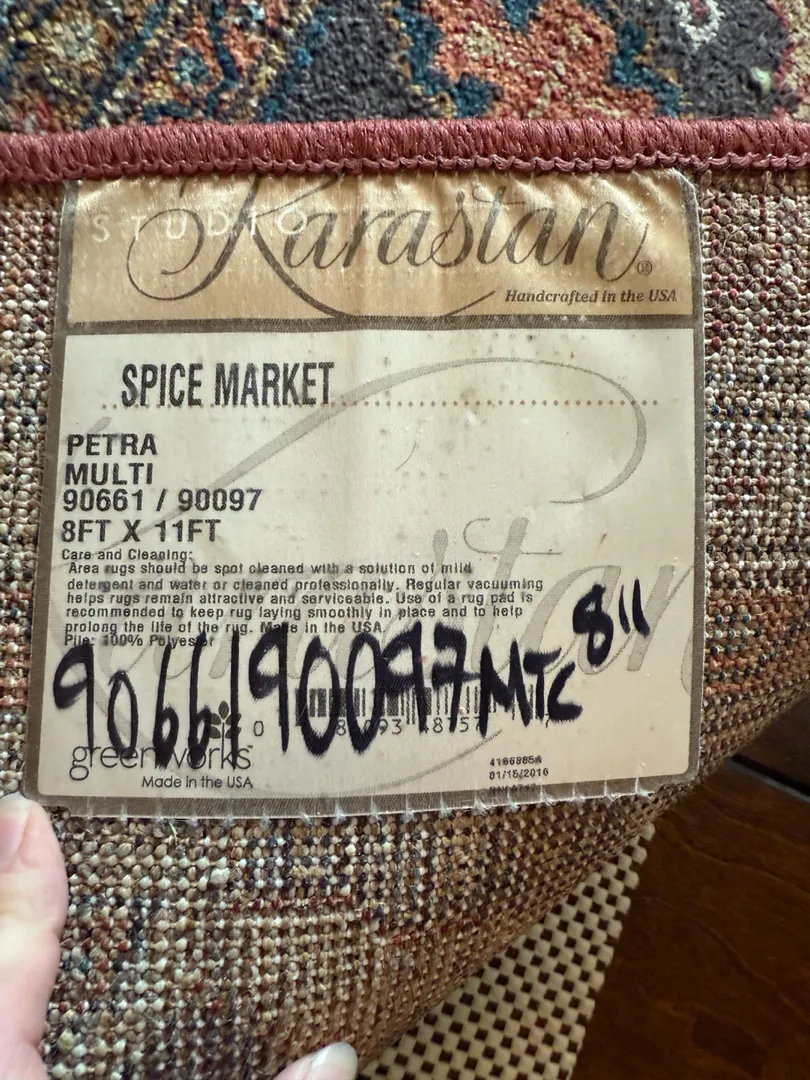 STUDIO
Karastan®
Handcrafted in the USA
SPICE MARKET
PETRA
MULTI
90661 / 90097
8FT X 11FT
Care and Cleaning:
Area rugs should be spot cleaned with a solution of mild
detergent and water or cleaned professionally. Regular vacuuming
helps rugs remain attractive and serviceable. Use of a rug pad is
recommended to keep rug laying smoothly in place and to help
prolong the life of the rug. Made in the USA.
Pile: 100% Polyester
9066190097MTC 8"
0
greenworks
Made in the USA
4186885A
01/15/2016